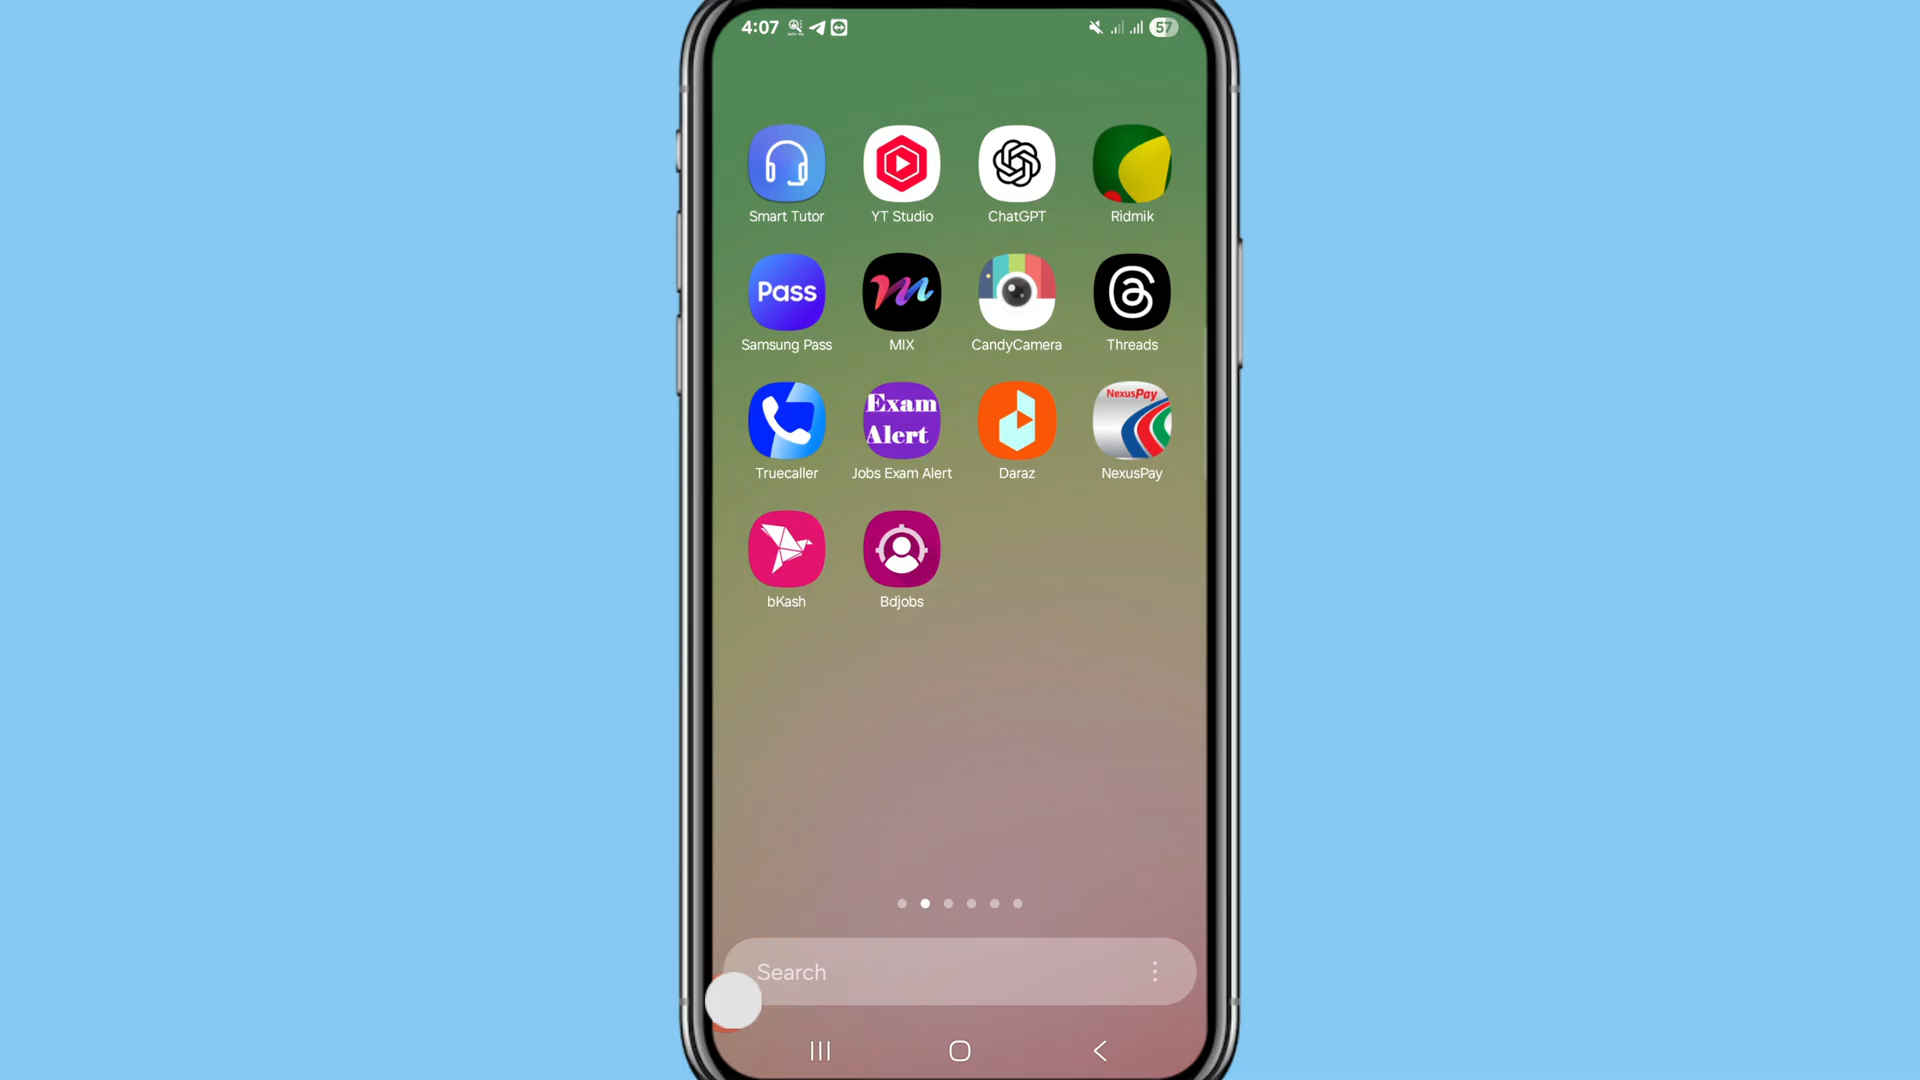 4:07
57
Smart Tutor
YT Studio
ChatGPT
Ridmik
Pass
Samsung Pass
MIX
CandyCamera
Threads
Exam
Alert
NexusPay
Truecaller
Jobs Exam Alert
Daraz
NexusPay
bKash
Bdjobs
Search